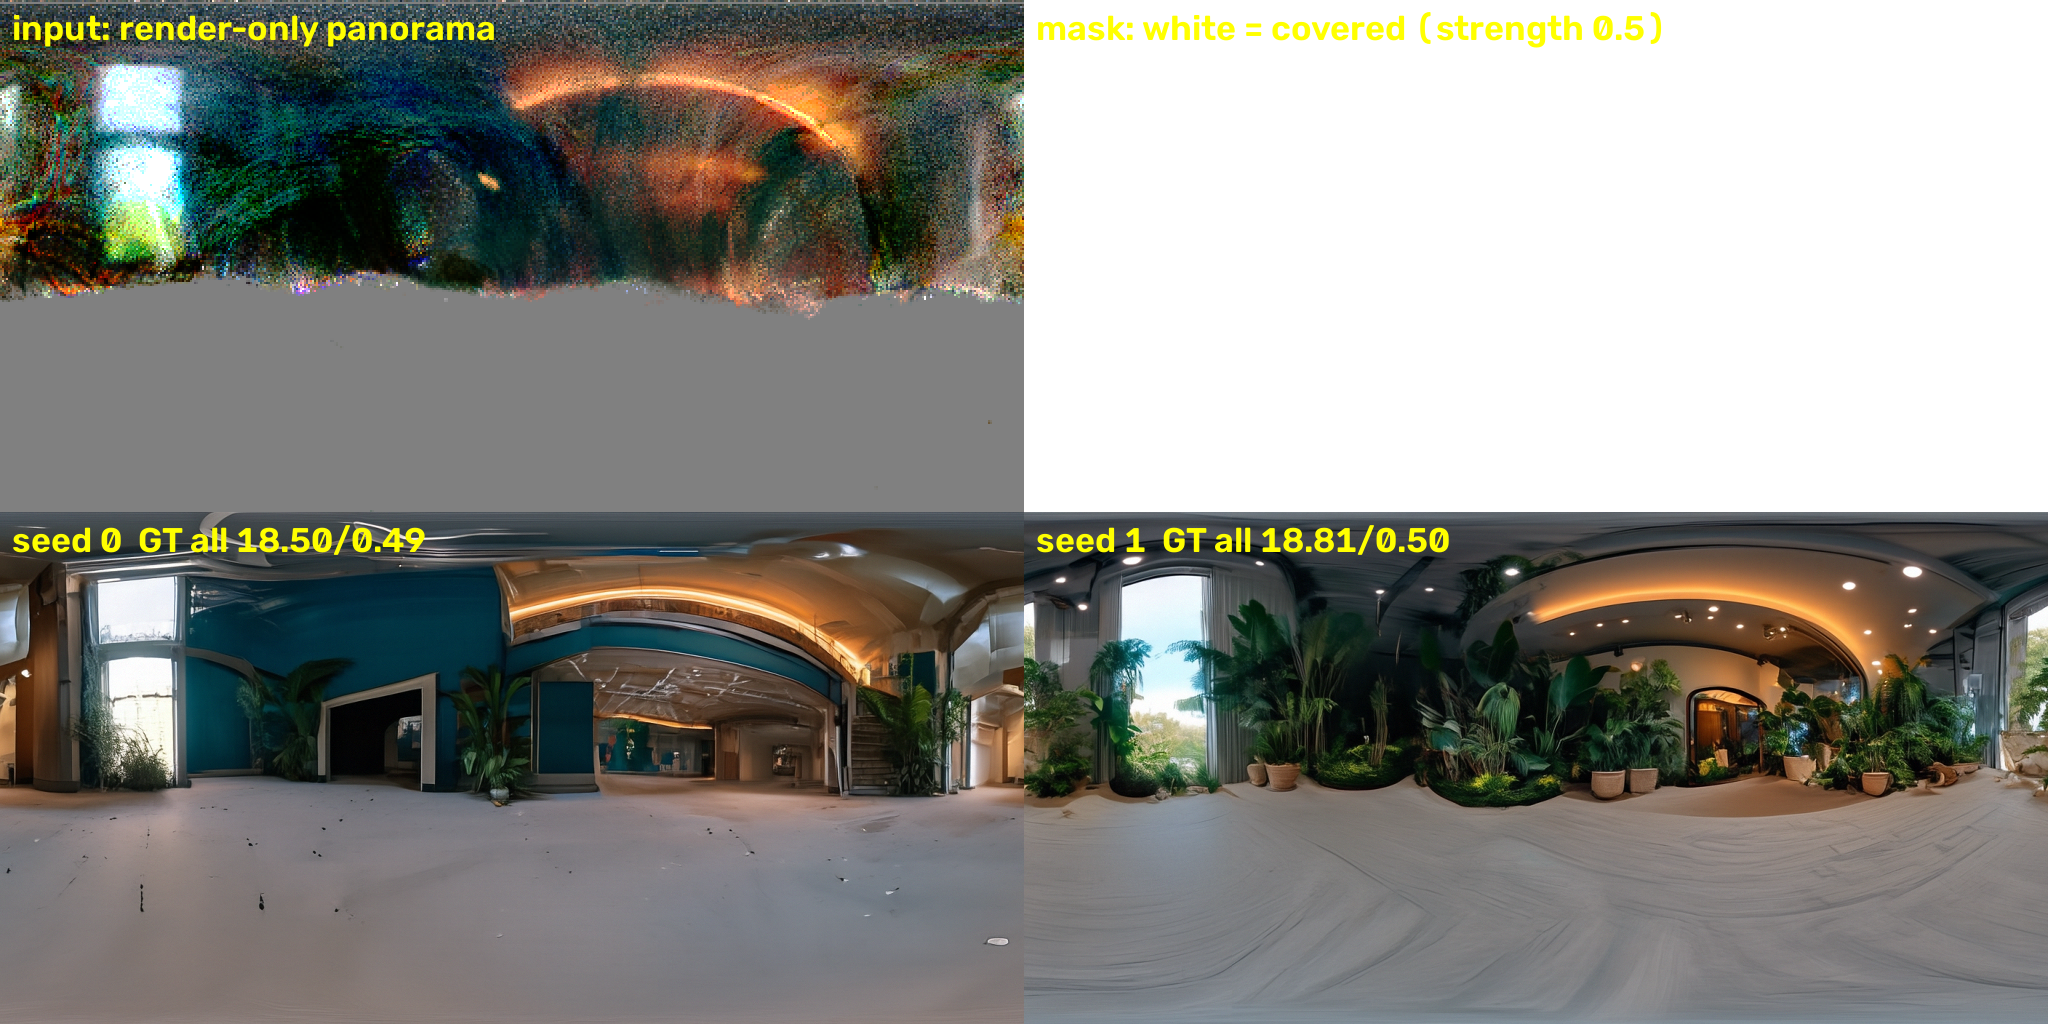 input: render-only panorama
mask: white = covered (strength 0.5)
seed 0 GT all 18.50/0.49
seed 1 GT all 18.81/0.50